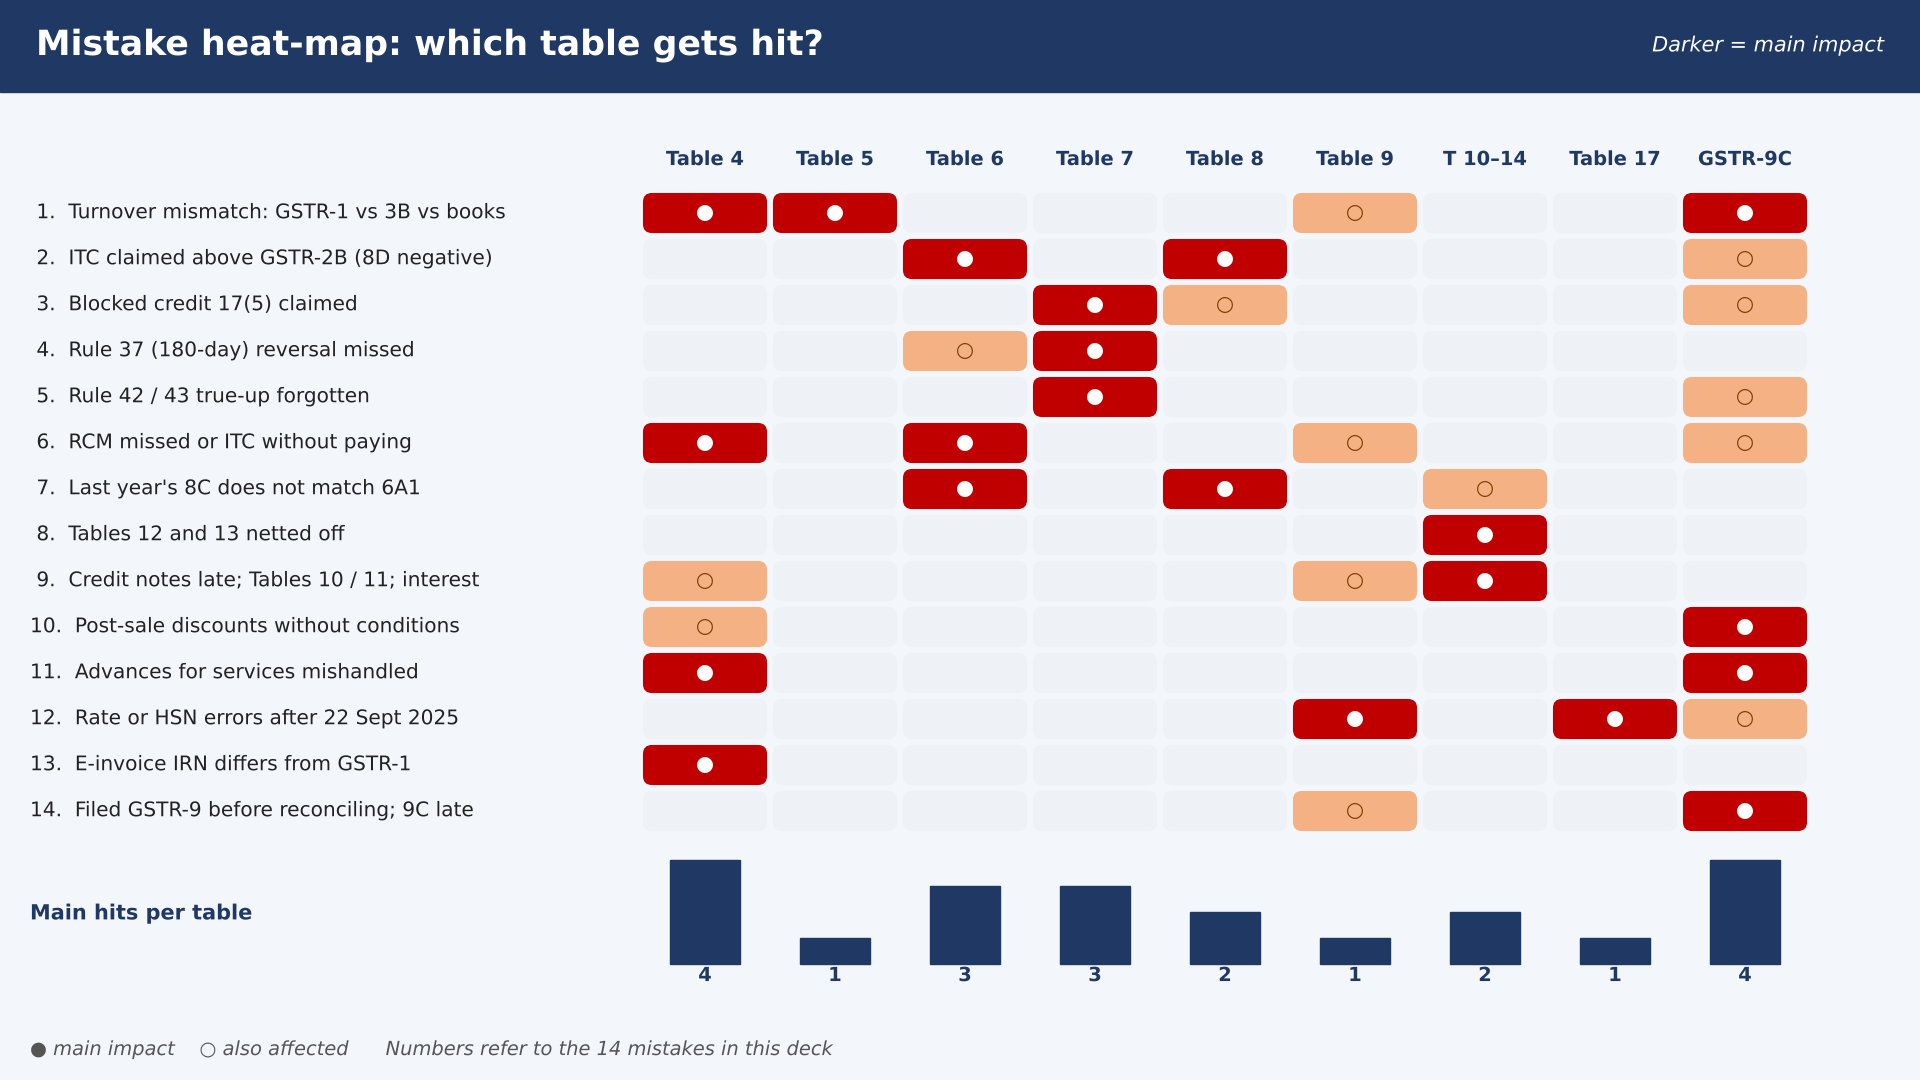 Mistake heat-map: which table gets hit?
Darker = main impact
Table 4 Table 5 Table 6 Table 7 Table 8 Table 9 T 10–14 Table 17 GSTR-9C
1. Turnover mismatch: GSTR-1 vs 3B vs books
2. ITC claimed above GSTR-2B (8D negative)
3. Blocked credit 17(5) claimed
4. Rule 37 (180-day) reversal missed
5. Rule 42 / 43 true-up forgotten
6. RCM missed or ITC without paying
7. Last year's 8C does not match 6A1
8. Tables 12 and 13 netted off
9. Credit notes late; Tables 10 / 11; interest
10. Post-sale discounts without conditions
11. Advances for services mishandled
12. Rate or HSN errors after 22 Sept 2025
13. E-invoice IRN differs from GSTR-1
14. Filed GSTR-9 before reconciling; 9C late
Main hits per table
4 1 3 3 2 1 2 1 4
● main impact ○ also affected Numbers refer to the 14 mistakes in this deck